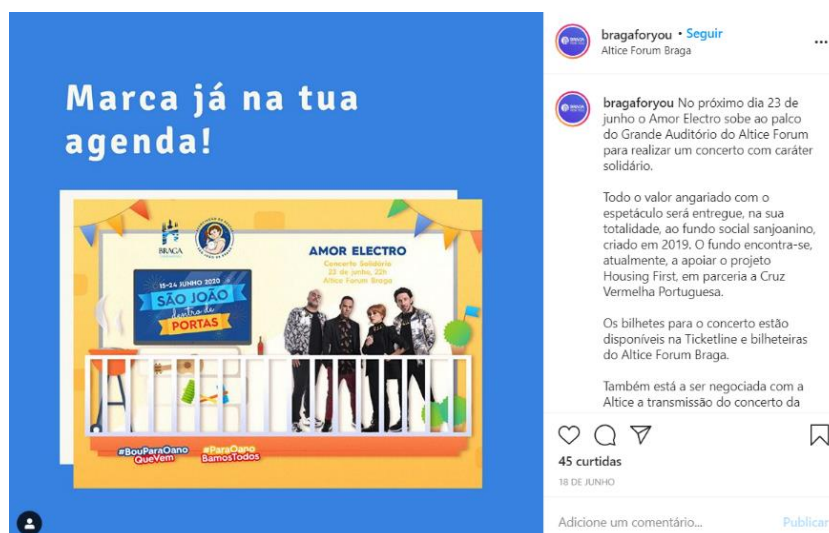 Marca já na tua
agenda!
BRAGA
15-24 JUNHO 2020
SÃO JOÃO
dentro de
PORTAS
AMOR ELECTRO
Concerto Solidário
23 de junho, 22h
Altice Forum Braga
#BouParaOano
QueVem
#ParaOano
BamosTodos
bragaforyou • Seguir
Altice Forum Braga
...
bragaforyou No próximo dia 23 de
junho o Amor Electro sobe ao palco
do Grande Auditório do Altice Forum
para realizar um concerto com caráter
solidário.
Todo o valor angariado com o
espetáculo será entregue, na sua
totalidade, ao fundo social sanjoanino,
criado em 2019. O fundo encontra-se,
atualmente, a apoiar o projeto
Housing First, em parceria a Cruz
Vermelha Portuguesa.
Os bilhetes para o concerto estão
disponíveis na Ticketline e bilheteiras
do Altice Forum Braga.
Também está a ser negociada com a
Altice a transmissão do concerto da
45 curtidas
18 DE JUNHO
Adicione um comentário... Publicar